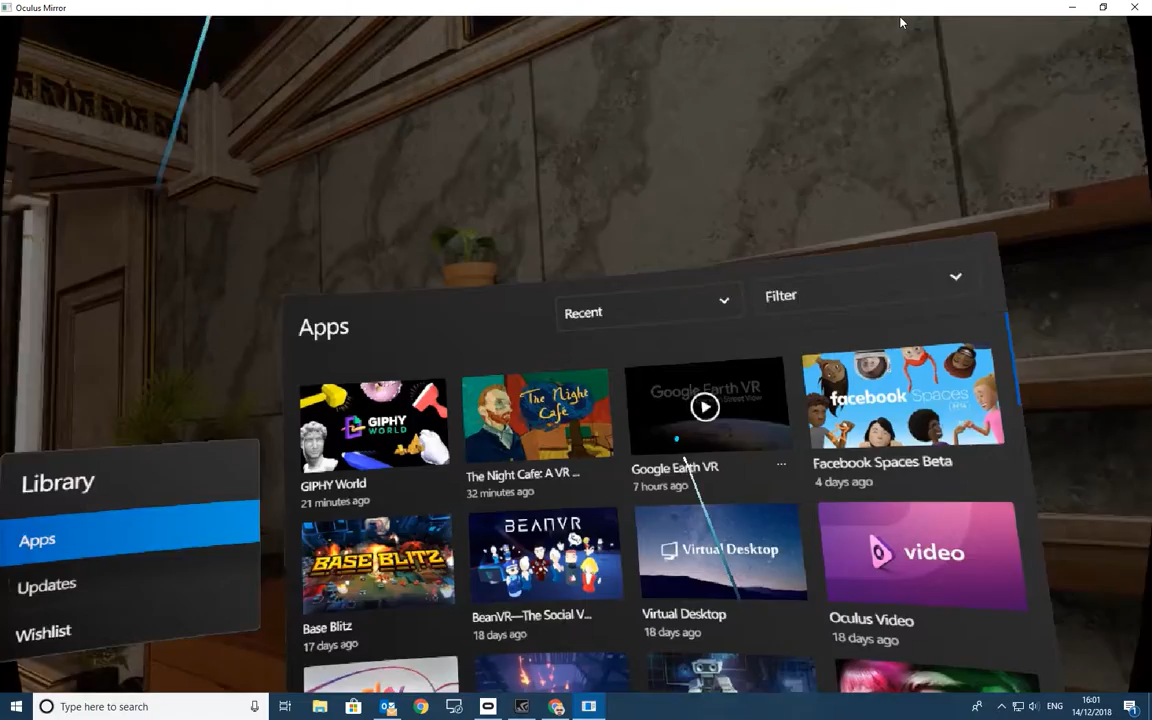 Oculus Mirror
Apps
Recent
Filter
GIPHY
WORLD
The Night
Café
Google Earth VR
Street View
facebook
Spaces
BETA
GIPHY World
21 minutes ago
The Night Cafe: A VR ...
32 minutes ago
Google Earth VR
...
7 hours ago
Facebook Spaces Beta
4 days ago
Library
Apps
Updates
Wishlist
BASE BLITZ
BEANVR
Virtual Desktop
video
Base Blitz
17 days ago
BeanVR—The Social V...
18 days ago
Virtual Desktop
18 days ago
Oculus Video
18 days ago
Type here to search
ENG
16:01
14/12/2018